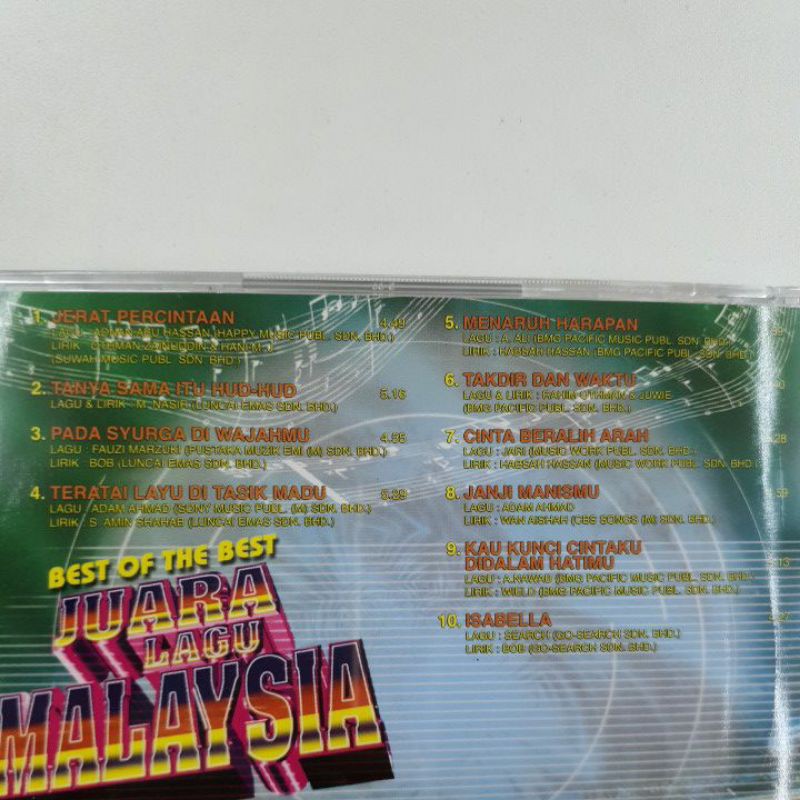 1. JERAT PERCINTAAN 4.49
LAGU : ADNAN ABU HASSAN (HAPPY MUSIC PUBL. SDN. BHD.)
LIRIK : OTHMAN ZAINUDDIN &
(SUWAH MUSIC PUBL. SDN. BHD.)
2. TANYA SAMA ITU HUD-HUD 5.16
LAGU & LIRIK : M. NASIR (LUNCAI EMAS SDN. BHD.)
3. PADA SYURGA DI WAJAHMU 4.55
LAGU : FAUZI MARZUKI (PUSTAKA MUZIK EMI (M) SDN. BHD.)
LIRIK : BOB (LUNCAI EMAS SDN. BHD.)
4. TERATAI LAYU DI TASIK MADU 5.29
LAGU : ADAM AHMAD (SONY MUSIC PUBL. (M) SDN. BHD.)
LIRIK : S. AMIN SHAHAB (LUNCAI EMAS SDN. BHD.)
BEST OF THE BEST
JUARA
LAGU
MALAYSIA
5. MENARUH HARAPAN
LAGU : A. ALI (BMG PACIFIC MUSIC PUBL. SDN. BHD.)
LIRIK : HABSAH HASSAN (BMG PACIFIC PUBL. SDN. BHD.)
6. TAKDIR DAN WAKTU
LAGU & LIRIK : RAHIM OTHMAN & JUWIE
(BMG PACIFIC PUBL. SDN. BHD.)
7. CINTA BERALIH ARAH
LAGU : JARI (MUSIC WORK PUBL. SDN. BHD.)
LIRIK : HABSAH HASSAN (MUSIC WORK PUBL. SDN. BHD.)
8. JANJI MANISMU
LAGU : ADAM AHMAD
LIRIK : WAN AISHAH (CBS SONGS (M) SDN. BHD.)
9. KAU KUNCI CINTAKU
DIDALAM HATIMU
LAGU : A.NAWAB (BMG PACIFIC MUSIC PUBL. SDN. BHD.)
LIRIK : WIELD (BMG PACIFIC MUSIC PUBL. SDN. BHD.)
10. ISABELLA
LAGU : SEARCH (GO-SEARCH SDN. BHD.)
LIRIK : BOB (GO-SEARCH SDN. BHD.)